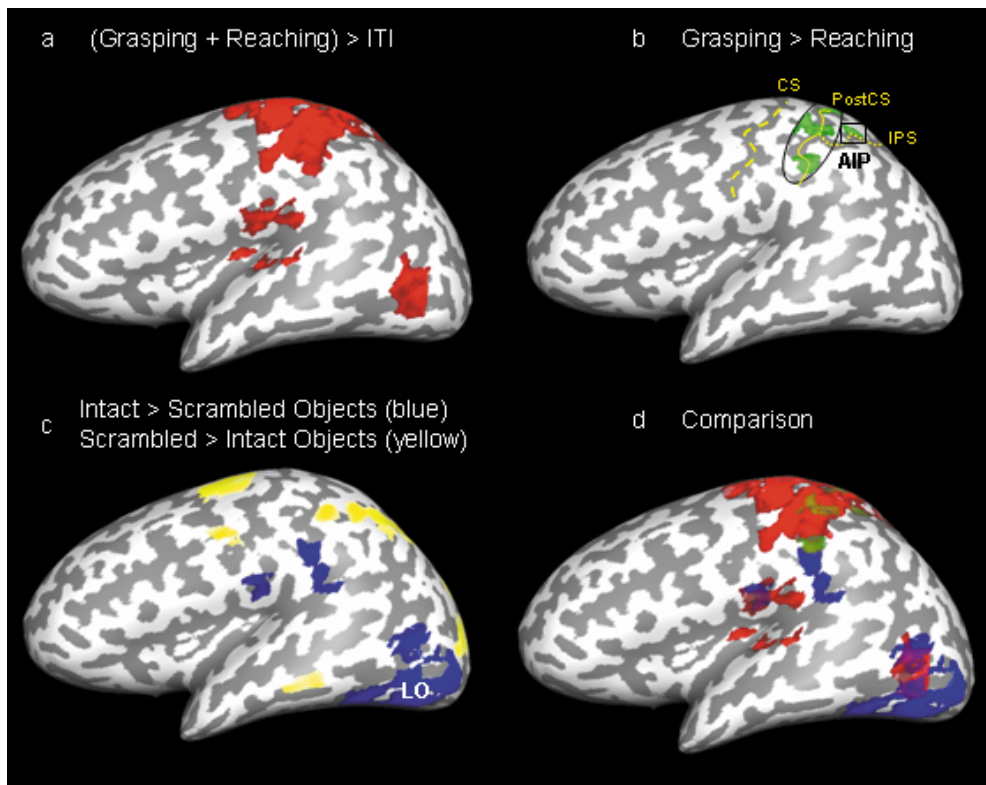 a (Grasping + Reaching) > ITI
b Grasping > Reaching
CS
PostCS
IPS
AIP
c Intact > Scrambled Objects (blue)
Scrambled > Intact Objects (yellow)
LO
d Comparison